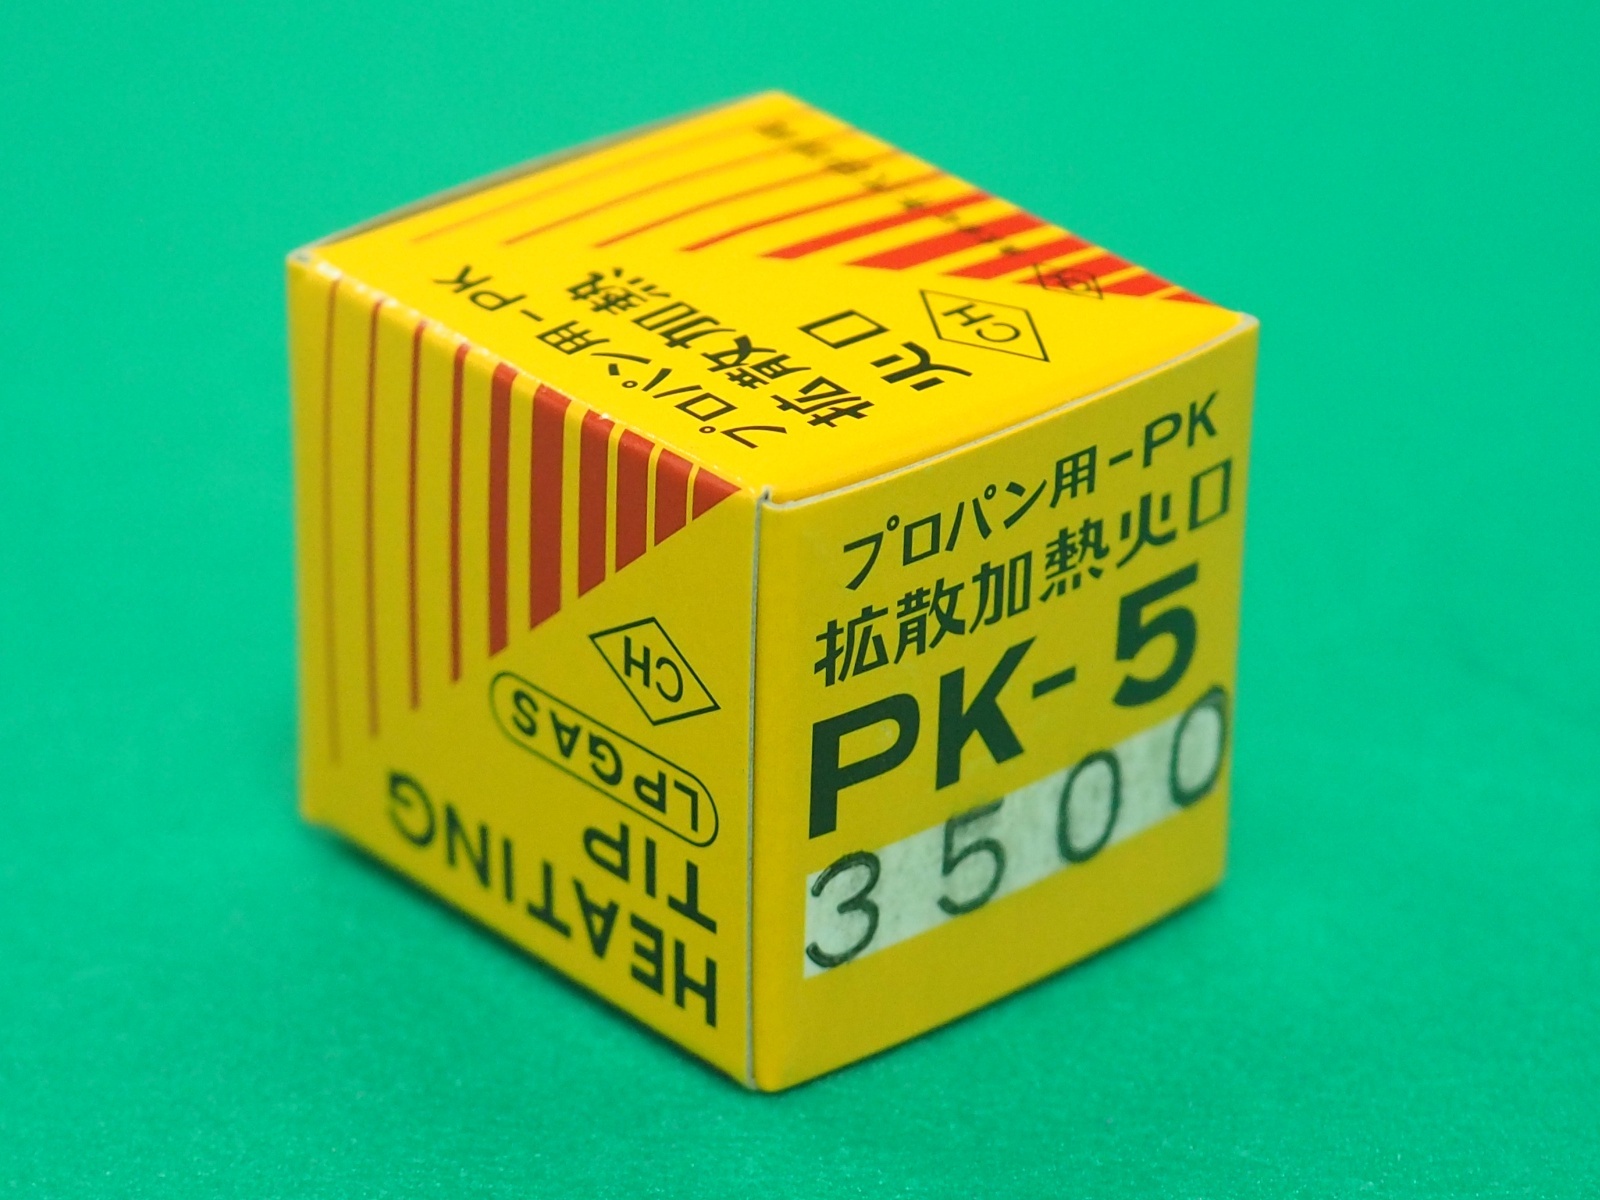 プロパン用-PK
拡散加熱
火口
CH
プロパン用-PK
拡散加熱火口
PK-5
3500
HEATING
TIP
LPGAS
CH